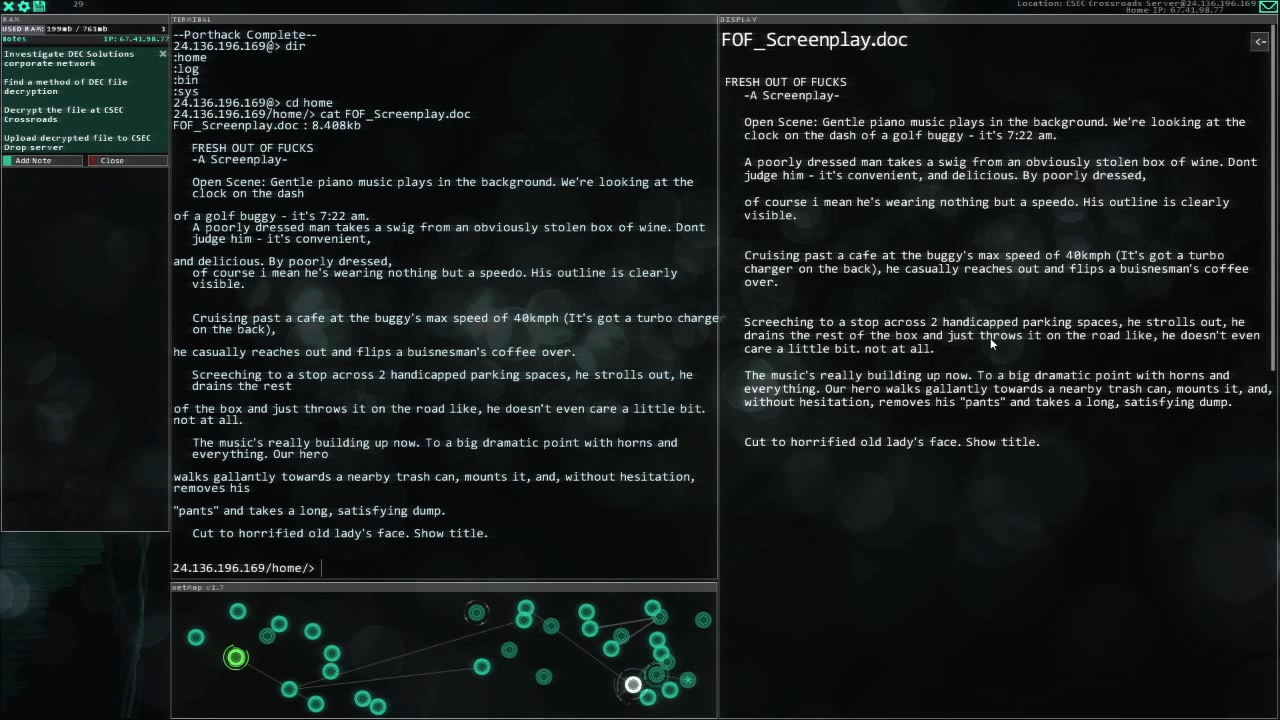 29
Location: CSEC Crossroads Server@24.136.196.169
Home IP: 67.41.98.77
RAM
USED RAM: 199mb / 761mb 1
Notes IP: 67.41.98.77
Investigate DEC Solutions
corporate network
Find a method of DEC file
decryption
Decrypt the file at CSEC
Crossroads
Upload decrypted file to CSEC
Drop server
Add Note
Close
TERMINAL
--Porthack Complete--
24.136.196.169@> dir
:home
:log
:bin
:sys
24.136.196.169@> cd home
24.136.196.169/home/> cat FOF_Screenplay.doc
FOF_Screenplay.doc : 8.408kb
FRESH OUT OF FUCKS
-A Screenplay-
Open Scene: Gentle piano music plays in the background. We're looking at the
clock on the dash
of a golf buggy - it's 7:22 am.
A poorly dressed man takes a swig from an obviously stolen box of wine. Dont
judge him - it's convenient,
and delicious. By poorly dressed,
of course i mean he's wearing nothing but a speedo. His outline is clearly
visible.
Cruising past a cafe at the buggy's max speed of 40kmph (It's got a turbo charger
on the back),
he casually reaches out and flips a buisnesman's coffee over.
Screeching to a stop across 2 handicapped parking spaces, he strolls out, he
drains the rest
of the box and just throws it on the road like, he doesn't even care a little bit.
not at all.
The music's really building up now. To a big dramatic point with horns and
everything. Our hero
walks gallantly towards a nearby trash can, mounts it, and, without hesitation,
removes his
"pants" and takes a long, satisfying dump.
Cut to horrified old lady's face. Show title.
24.136.196.169/home/>
netMap v1.7
DISPLAY
FOF_Screenplay.doc
<-
FRESH OUT OF FUCKS
-A Screenplay-
Open Scene: Gentle piano music plays in the background. We're looking at the
clock on the dash of a golf buggy - it's 7:22 am.
A poorly dressed man takes a swig from an obviously stolen box of wine. Dont
judge him - it's convenient, and delicious. By poorly dressed,
of course i mean he's wearing nothing but a speedo. His outline is clearly
visible.
Cruising past a cafe at the buggy's max speed of 40kmph (It's got a turbo
charger on the back), he casually reaches out and flips a buisnesman's coffee
over.
Screeching to a stop across 2 handicapped parking spaces, he strolls out, he
drains the rest of the box and just throws it on the road like, he doesn't even
care a little bit. not at all.
The music's really building up now. To a big dramatic point with horns and
everything. Our hero walks gallantly towards a nearby trash can, mounts it, and,
without hesitation, removes his "pants" and takes a long, satisfying dump.
Cut to horrified old lady's face. Show title.